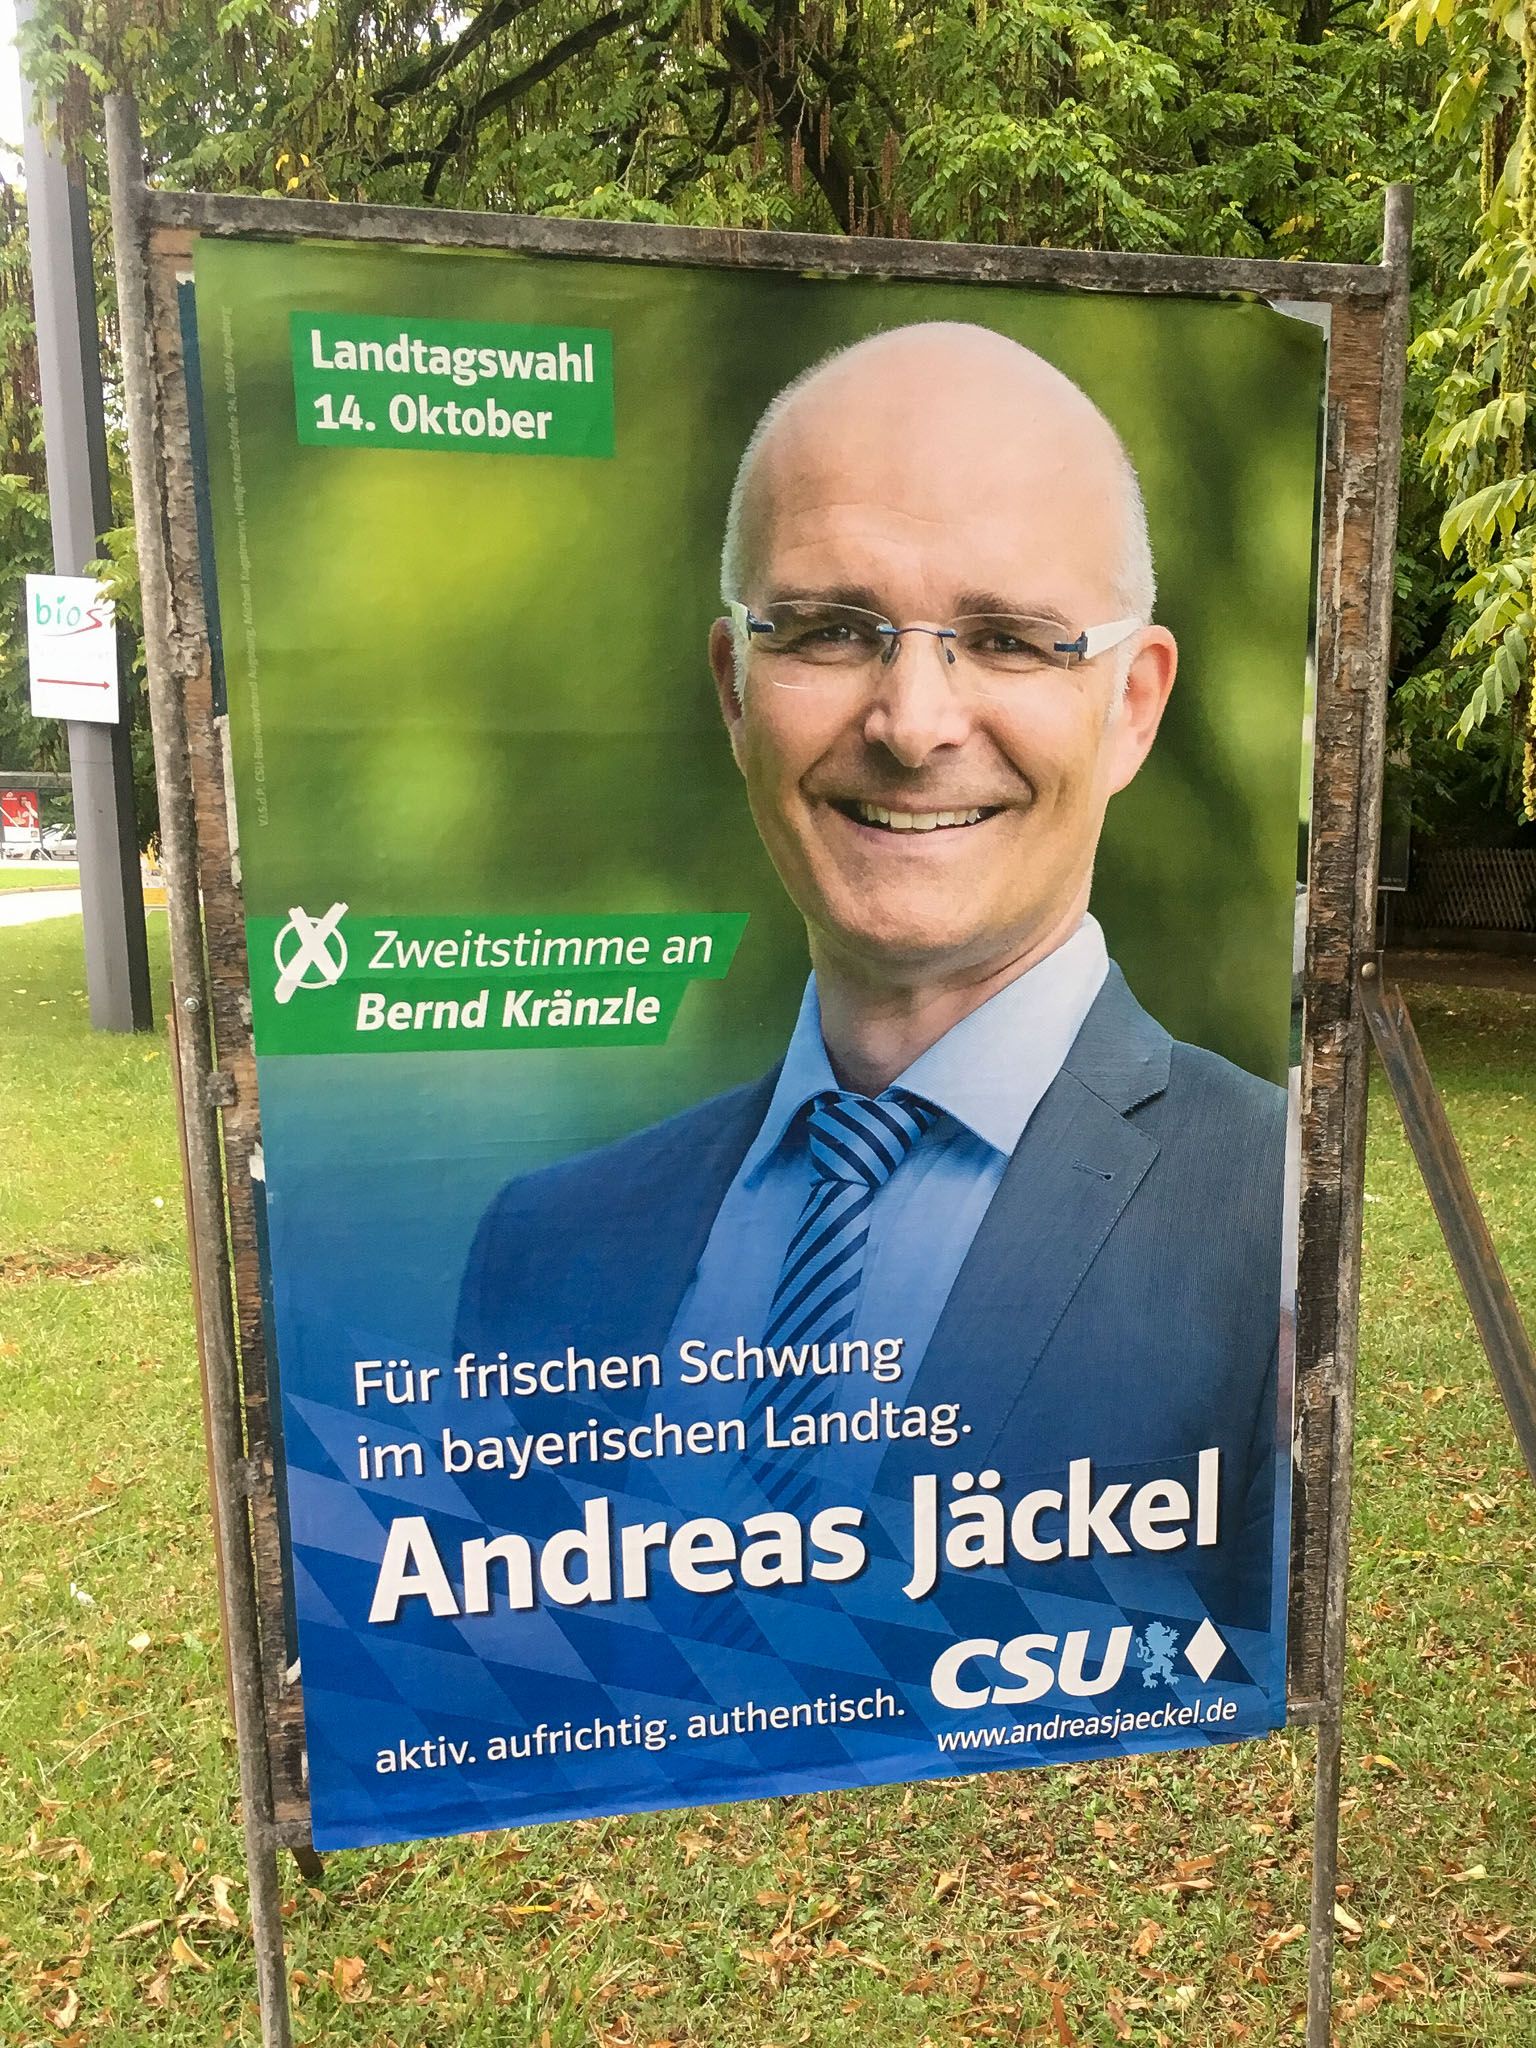 Landtagswahl
14. Oktober
bios
Zweitstimme an
Bernd Kränzle
Für frischen Schwung
im bayerischen Landtag.
Andreas Jäckel
CSU
aktiv. aufrichtig. authentisch.
www.andreasjaeckel.de